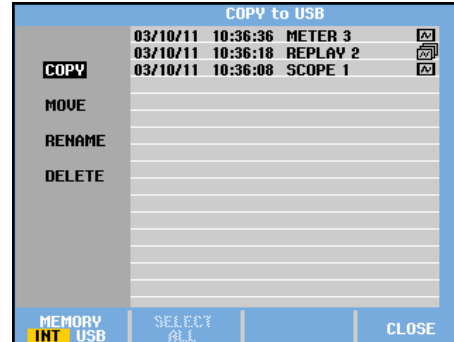 COPY to USB
03/10/11 10:36:36 METER 3
03/10/11 10:36:18 REPLAY 2
03/10/11 10:36:08 SCOPE 1
COPY
MOVE
RENAME
DELETE
MEMORY
INT USB
SELECT
ALL
CLOSE